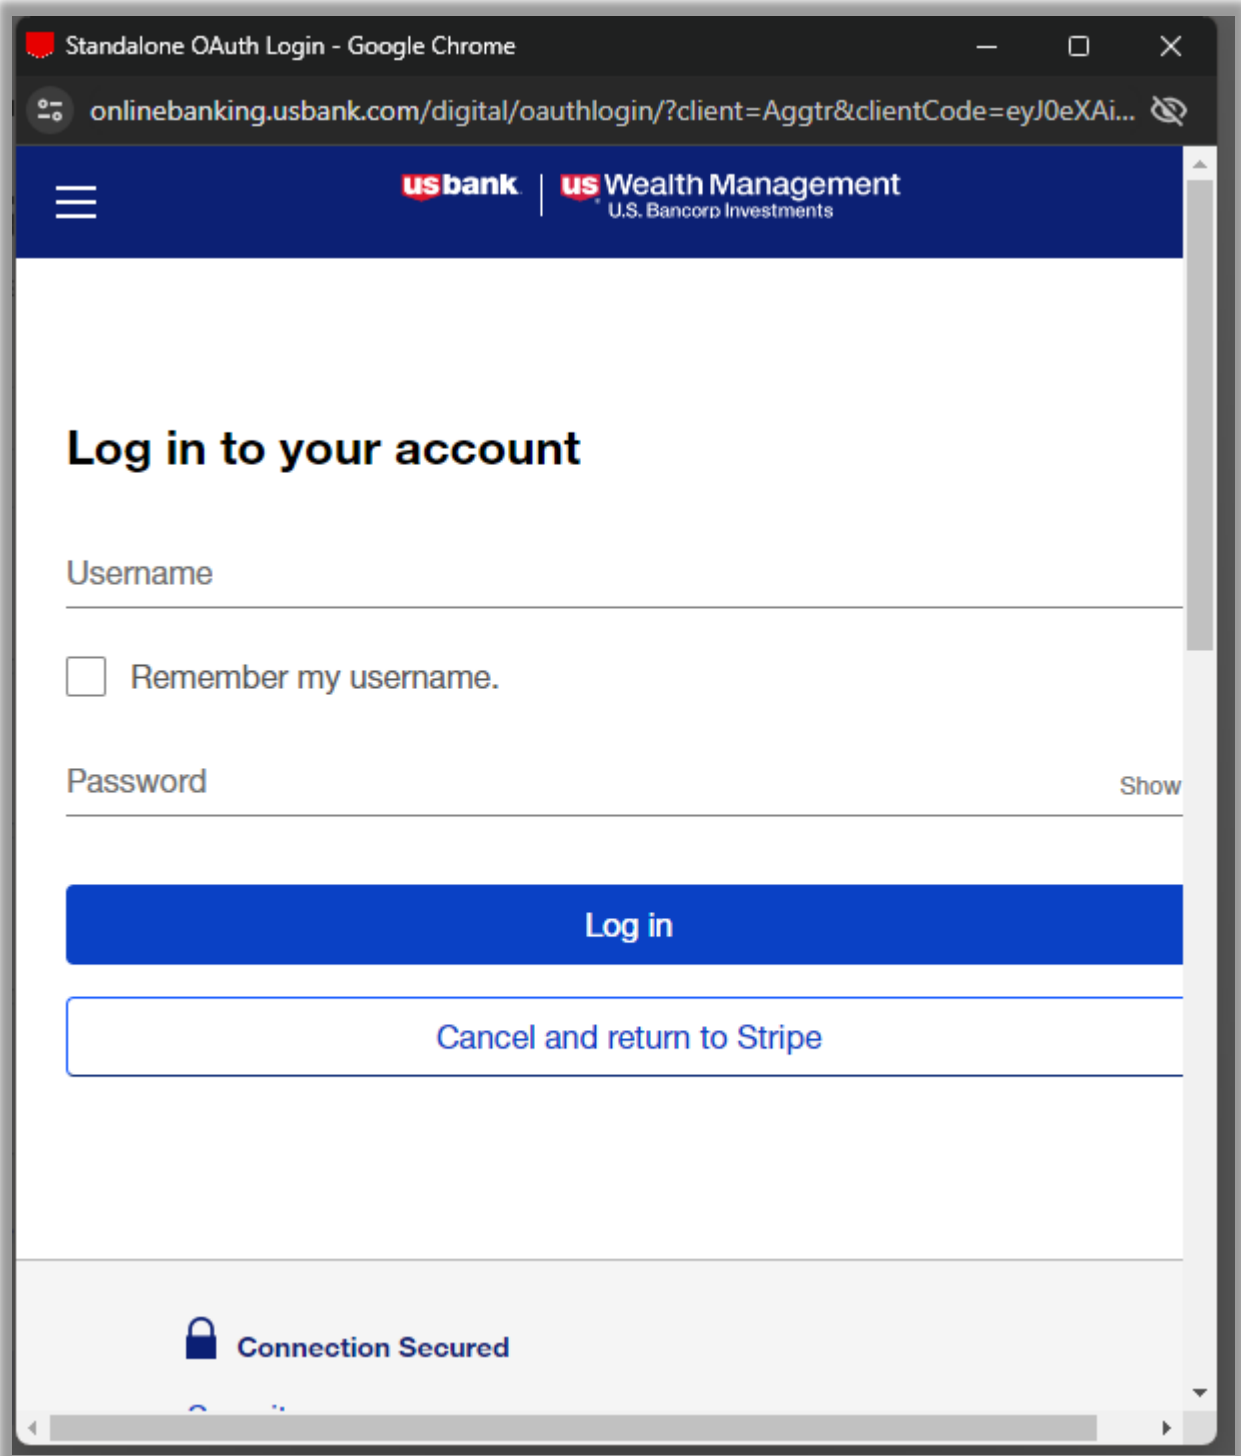 Standalone OAuth Login - Google Chrome
onlinebanking.usbank.com/digital/oauthlogin/?client=Aggtr&clientCode=eyJ0eXAi...
usbank. | us Wealth Management
U.S. Bancorp Investments
Log in to your account
Username
Remember my username.
Password
Show
Log in
Cancel and return to Stripe
Connection Secured